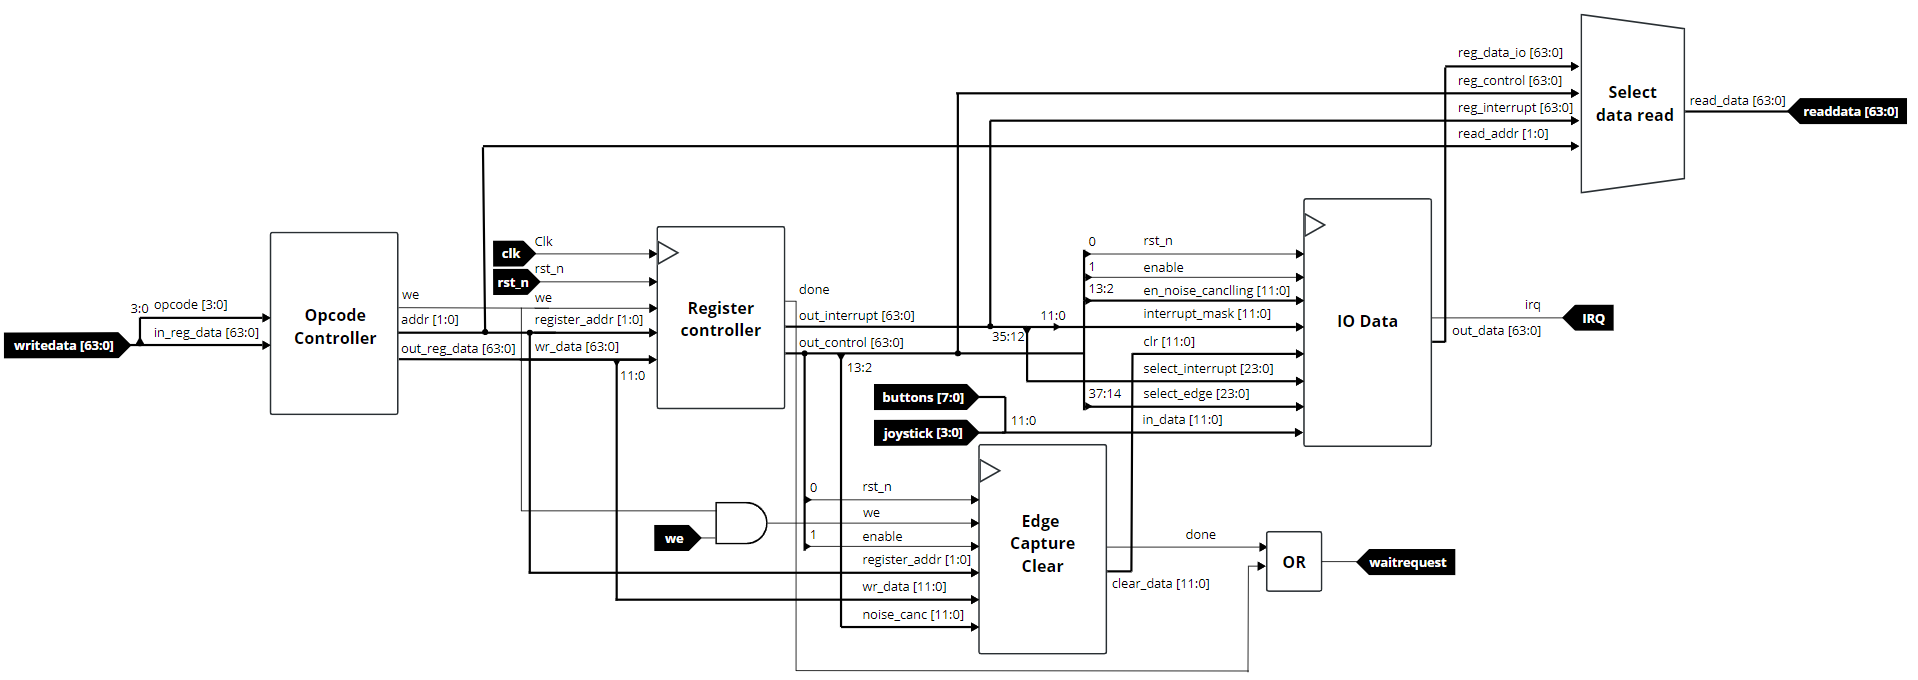 reg_data_io [63:0]
reg_control [63:0]
reg_interrupt [63:0]
read_addr [1:0]
Select
data read
read_data [63:0]
readdata [63:0]
writedata [63:0]
3:0
opcode [3:0]
in_reg_data [63:0]
Opcode
Controller
we
addr [1:0]
out_reg_data [63:0]
clk
Clk
rst_n
rst_n
we
register_addr [1:0]
wr_data [63:0]
11:0
Register
controller
done
out_interrupt [63:0]
out_control [63:0]
13:2
35:12
11:0
buttons [7:0]
joystick [3:0]
11:0
0
rst_n
1
enable
13:2
en_noise_canclling [11:0]
interrupt_mask [11:0]
clr [11:0]
select_interrupt [23:0]
37:14
select_edge [23:0]
in_data [11:0]
IO Data
irq
IRQ
out_data [63:0]
we
0
rst_n
we
1
enable
register_addr [1:0]
wr_data [11:0]
noise_canc [11:0]
Edge
Capture
Clear
done
clear_data [11:0]
OR
waitrequest